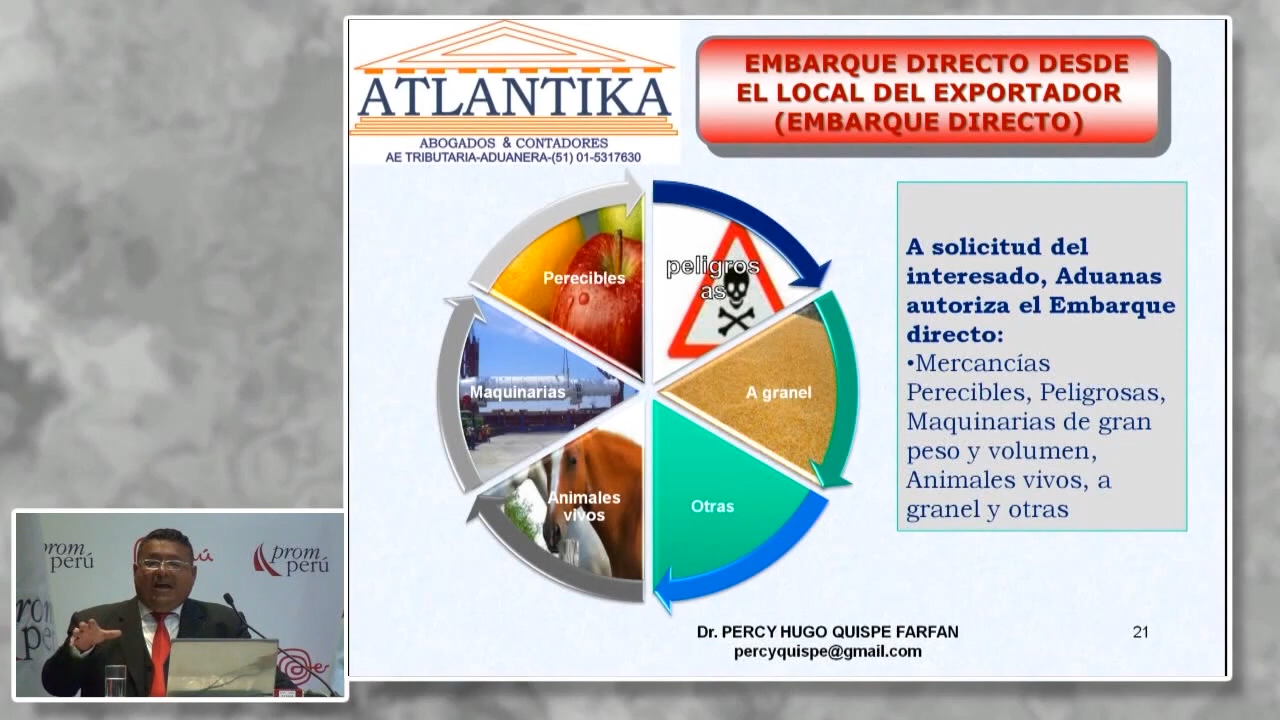 ATLANTIKA
ABOGADOS & CONTADORES
AE TRIBUTARIA-ADUANERA-(51) 01-5317630
EMBARQUE DIRECTO DESDE
EL LOCAL DEL EXPORTADOR
(EMBARQUE DIRECTO)
Perecibles
peligros
as
Maquinarias
A granel
Animales
vivos
Otras
A solicitud del
interesado, Aduanas
autoriza el Embarque
directo:
•Mercancías
Perecibles, Peligrosas,
Maquinarias de gran
peso y volumen,
Animales vivos, a
granel y otras
Dr. PERCY HUGO QUISPE FARFAN
percyquispe@gmail.com
21
prom
perú